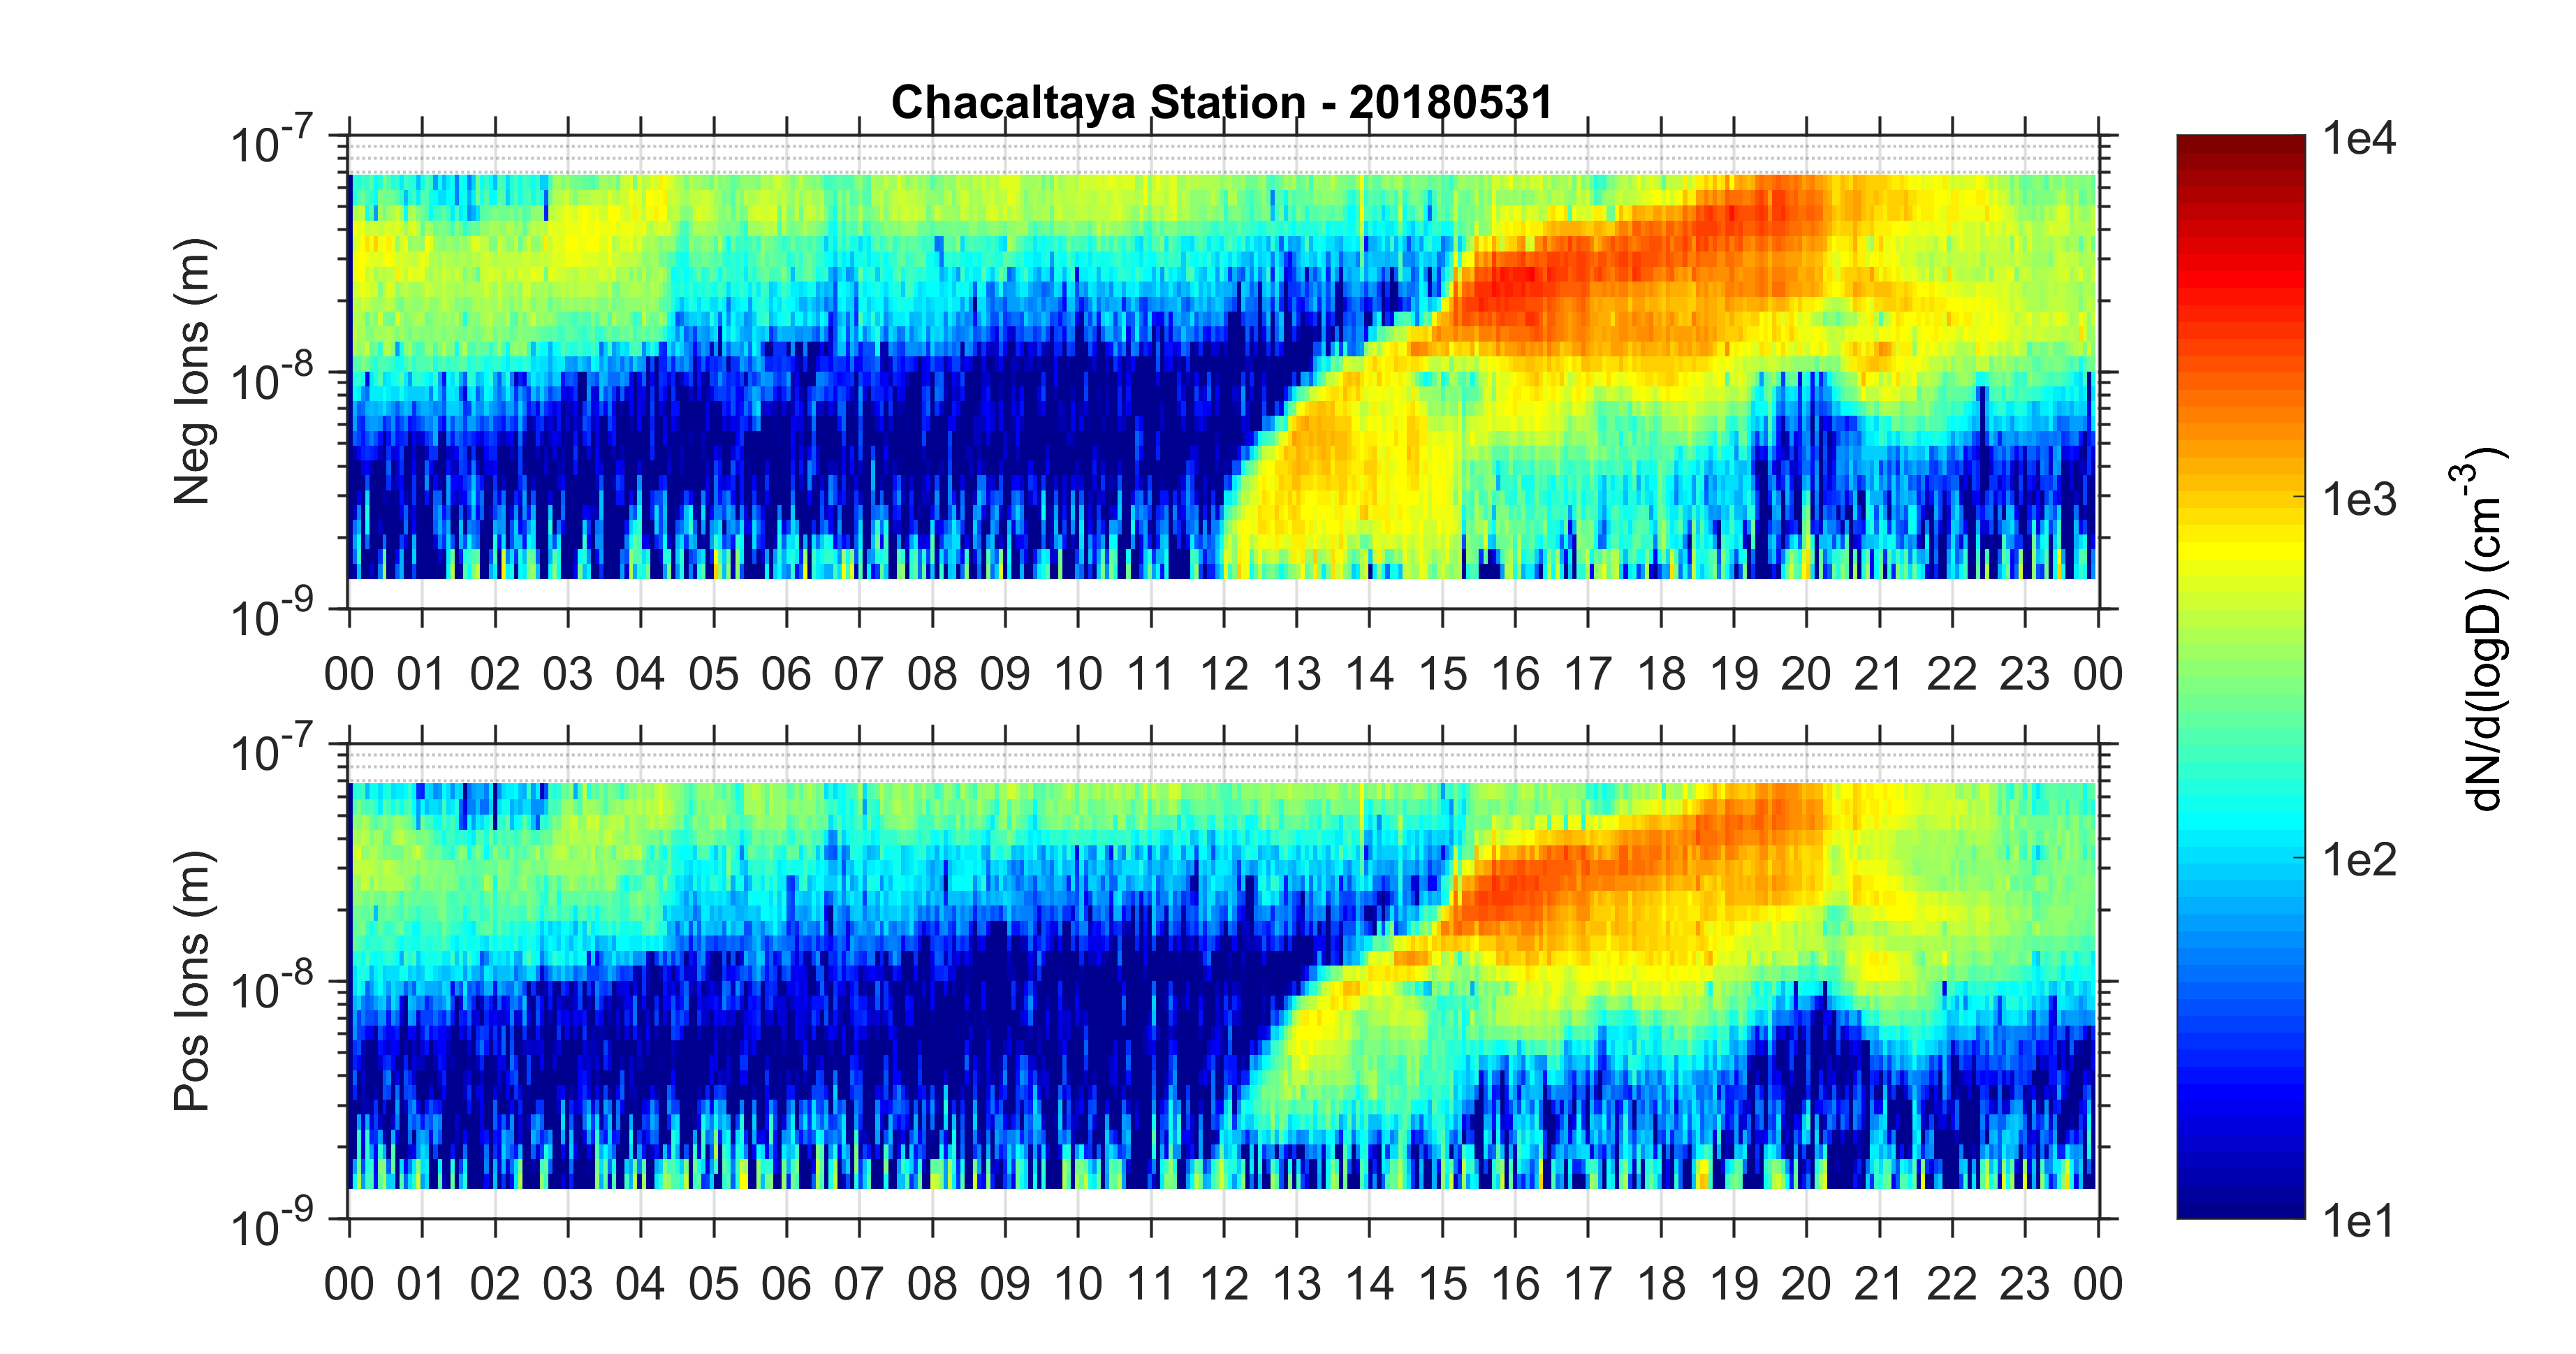 Chacaltaya Station - 20180531
10-7
10-8
10-9
Neg Ions (m)
00 01 02 03 04 05 06 07 08 09 10 11 12 13 14 15 16 17 18 19 20 21 22 23 00
10-7
10-8
10-9
Pos Ions (m)
00 01 02 03 04 05 06 07 08 09 10 11 12 13 14 15 16 17 18 19 20 21 22 23 00
1e4
1e3
1e2
1e1
dN/d(logD) (cm-3)